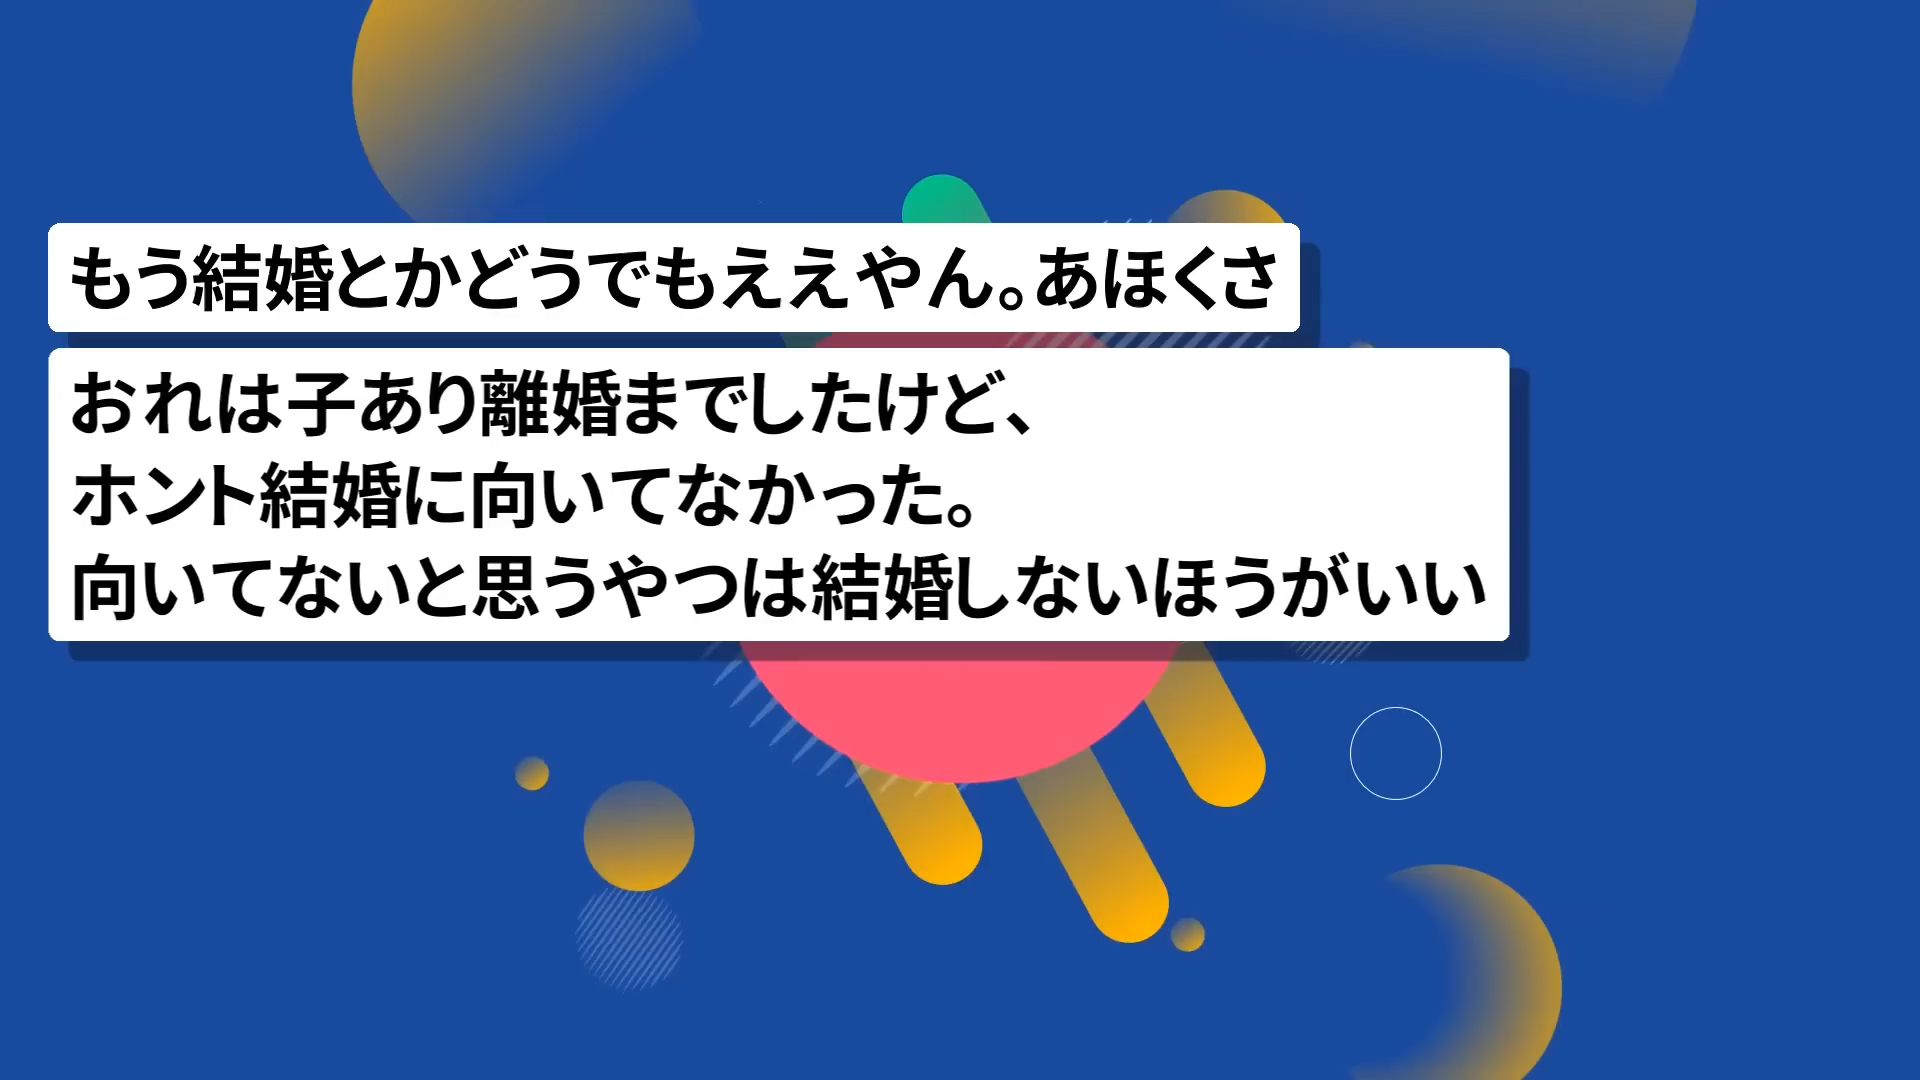 もう結婚とかどうでもええやん。あほくさ
おれは子あり離婚までしたけど、
ホント結婚に向いてなかった。
向いてないと思うやつは結婚しないほうがいい